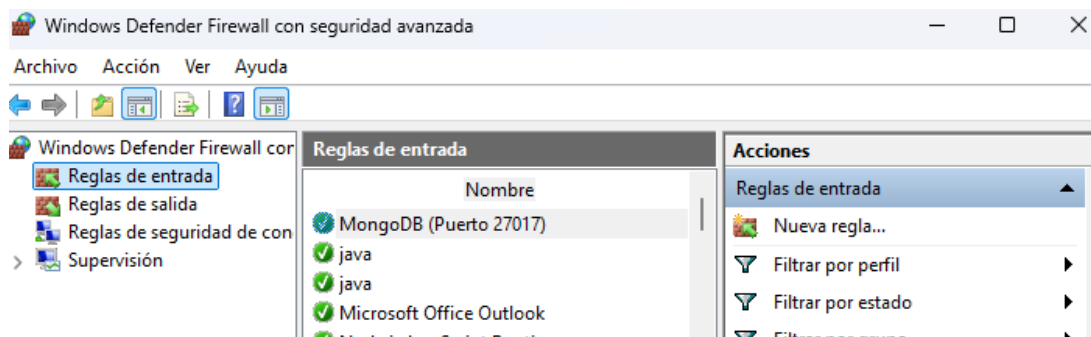 Windows Defender Firewall con seguridad avanzada
Archivo Acción Ver Ayuda
Windows Defender Firewall con
Reglas de entrada
Reglas de salida
Reglas de seguridad de con
Supervisión
Reglas de entrada
Nombre
MongoDB (Puerto 27017)
java
java
Microsoft Office Outlook
Acciones
Reglas de entrada
Nueva regla...
Filtrar por perfil
Filtrar por estado